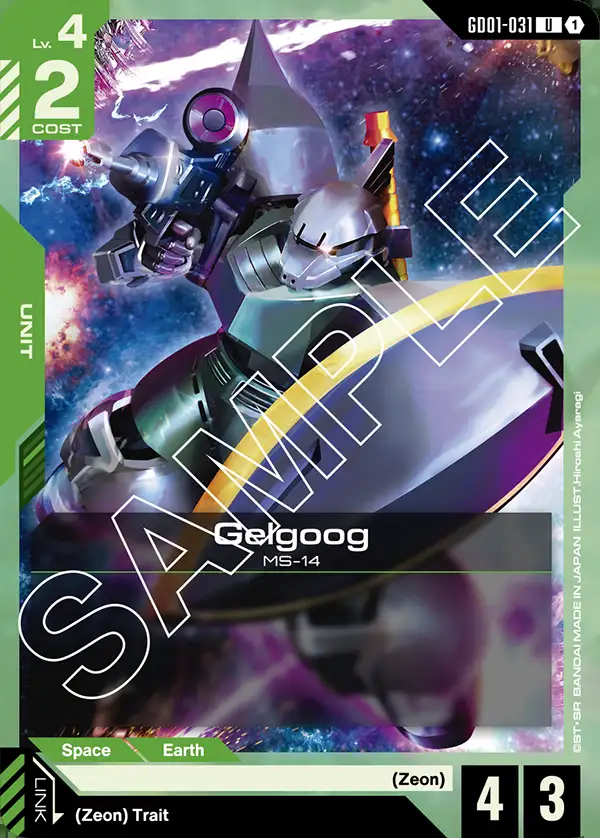 Lv. 4
2
COST
GD01-031 U 1
UNIT
SAMPLE
Gelgoog
MS-14
©ST・SR BANDAI MADE IN JAPAN ILLUST.Hiroshi Ayaragi
Space Earth
(Zeon)
LINK
(Zeon) Trait
4 3